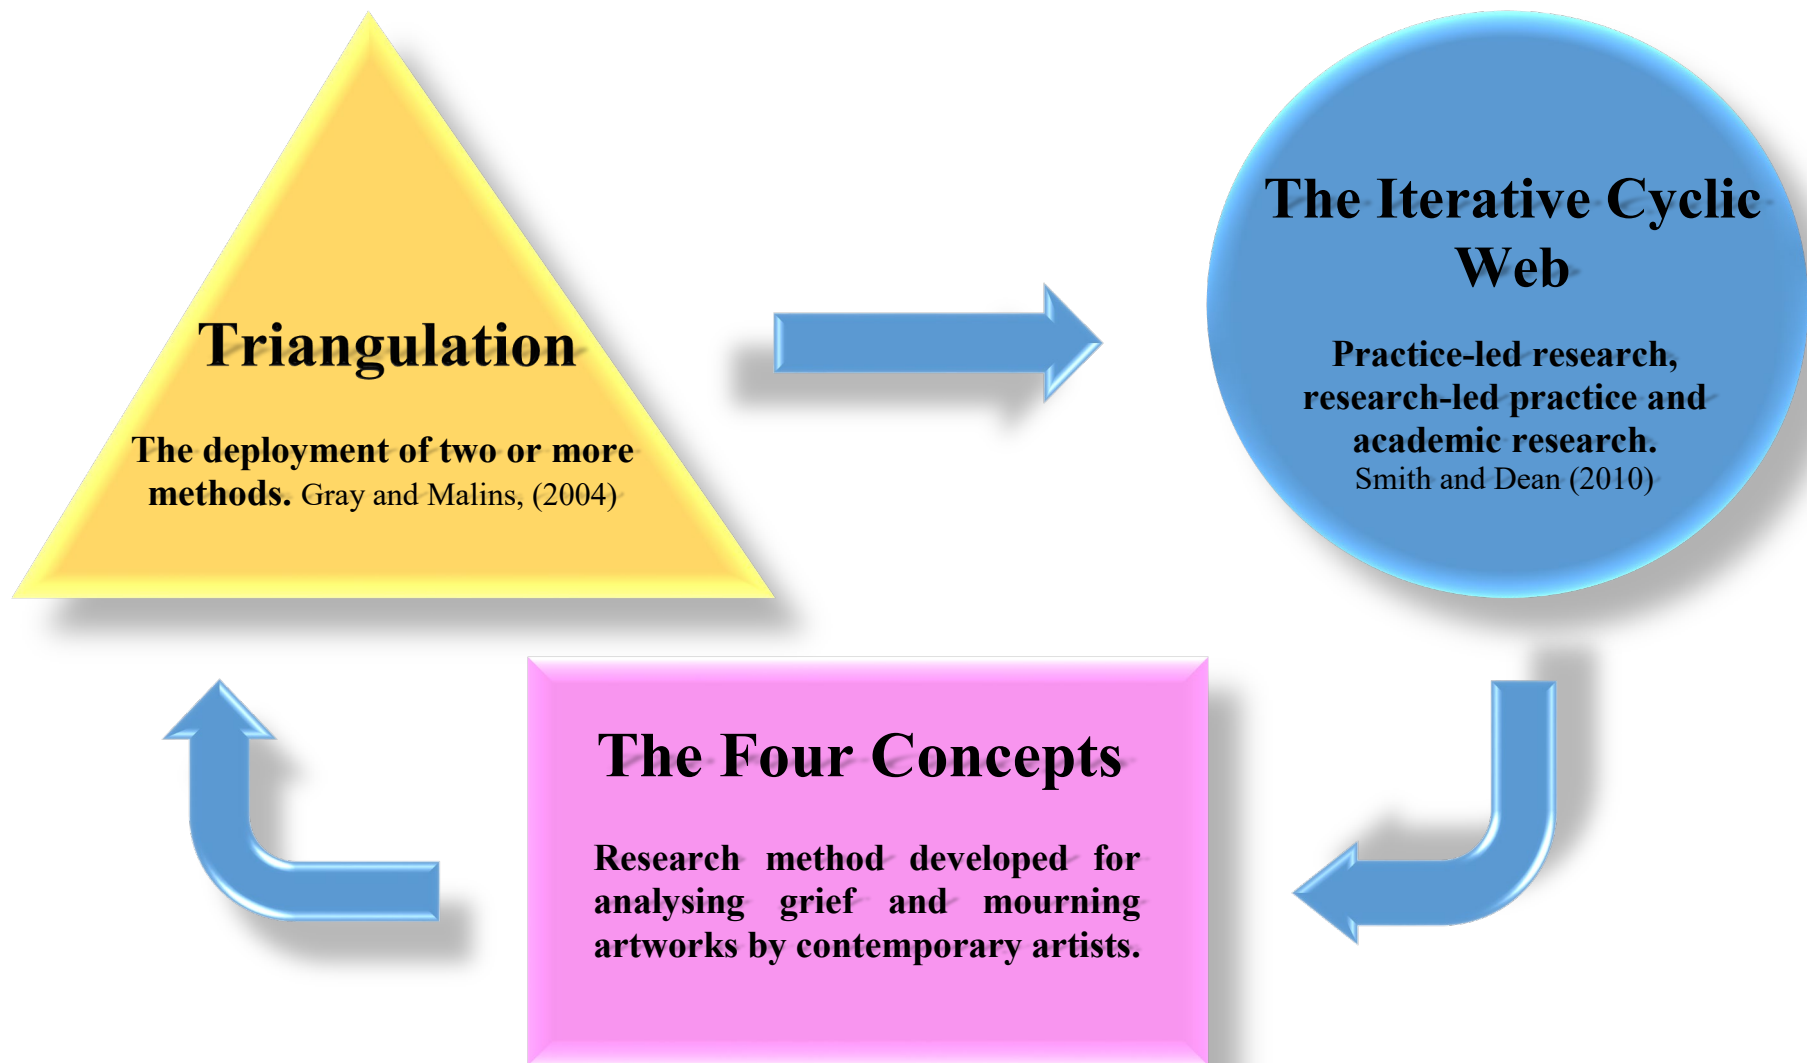 Triangulation
The deployment of two or more
methods. Gray and Malins, (2004)
The Iterative Cyclic
Web
Practice-led research,
research-led practice and
academic research.
Smith and Dean (2010)
The Four Concepts
Research method developed for
analysing grief and mourning
artworks by contemporary artists.